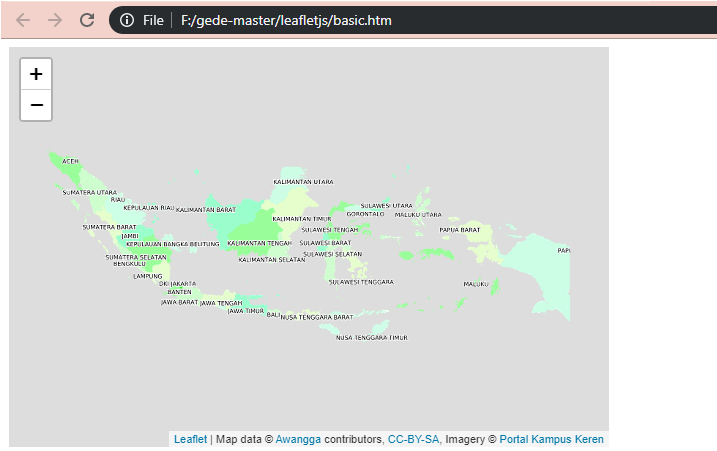 File | F:/gede-master/leafletjs/basic.htm
+
−
ACEH
KALIMANTAN UTARA
SUMATERA UTARA
RIAU
KEPULAUAN RIAU
KALIMANTAN BARAT
SULAWESI UTARA
GORONTALO
MALUKU UTARA
KALIMANTAN TIMUR
SUMATERA BARAT
SULAWESI TENGAH
PAPUA BARAT
JAMBI
KEPULAUAN BANGKA BELITUNG
KALIMANTAN TENGAH
SULAWESI BARAT
PAPU
SUMATERA SELATAN
SULAWESI SELATAN
BENGKULU
KALIMANTAN SELATAN
LAMPUNG
SULAWESI TENGGARA
DKI JAKARTA
MALUKU
BANTEN
JAWA BARAT
JAWA TENGAH
JAWA TIMUR
BALI
NUSA TENGGARA BARAT
NUSA TENGGARA TIMUR
Leaflet | Map data © Awangga contributors, CC-BY-SA, Imagery © Portal Kampus Keren